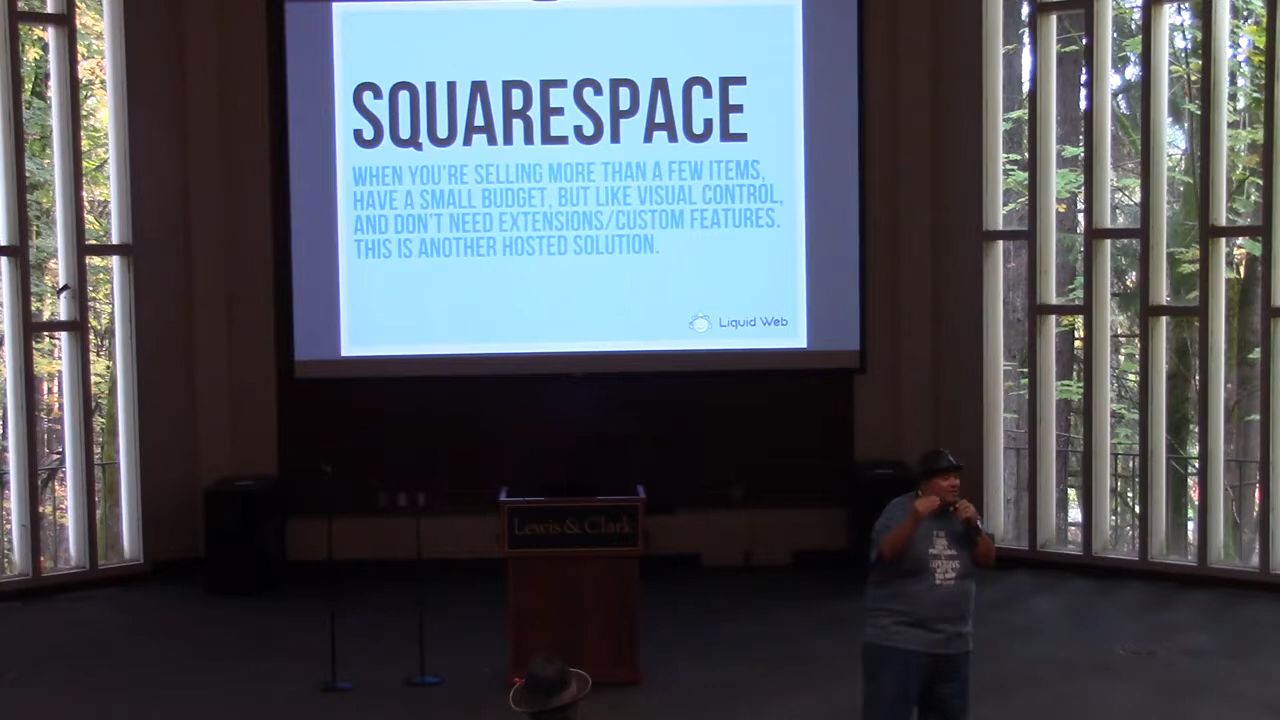 SQUARESPACE
WHEN YOU'RE SELLING MORE THAN A FEW ITEMS,
HAVE A SMALL BUDGET, BUT LIKE VISUAL CONTROL,
AND DON'T NEED EXTENSIONS/CUSTOM FEATURES.
THIS IS ANOTHER HOSTED SOLUTION.
Liquid Web
Lewis & Clark